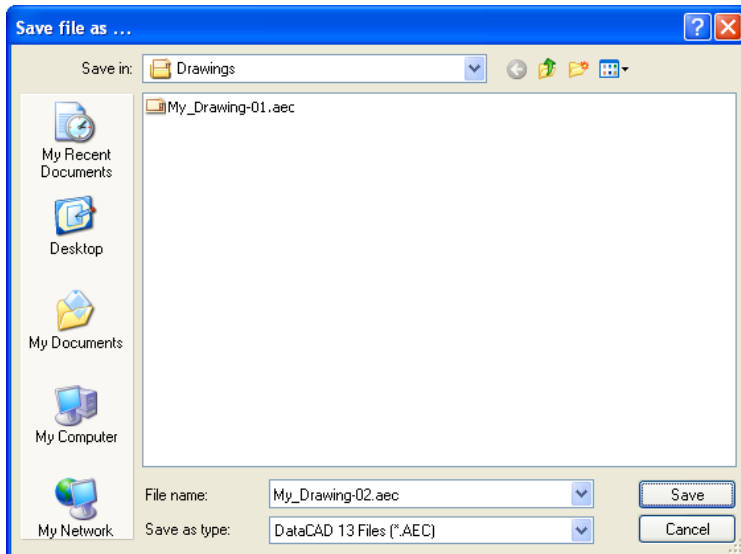 Save file as ...
Save in: Drawings
My_Drawing-01.aec
My Recent
Documents
Desktop
My Documents
My Computer
My Network
File name: My_Drawing-02.aec Save
Save as type: DataCAD 13 Files (*.AEC) Cancel